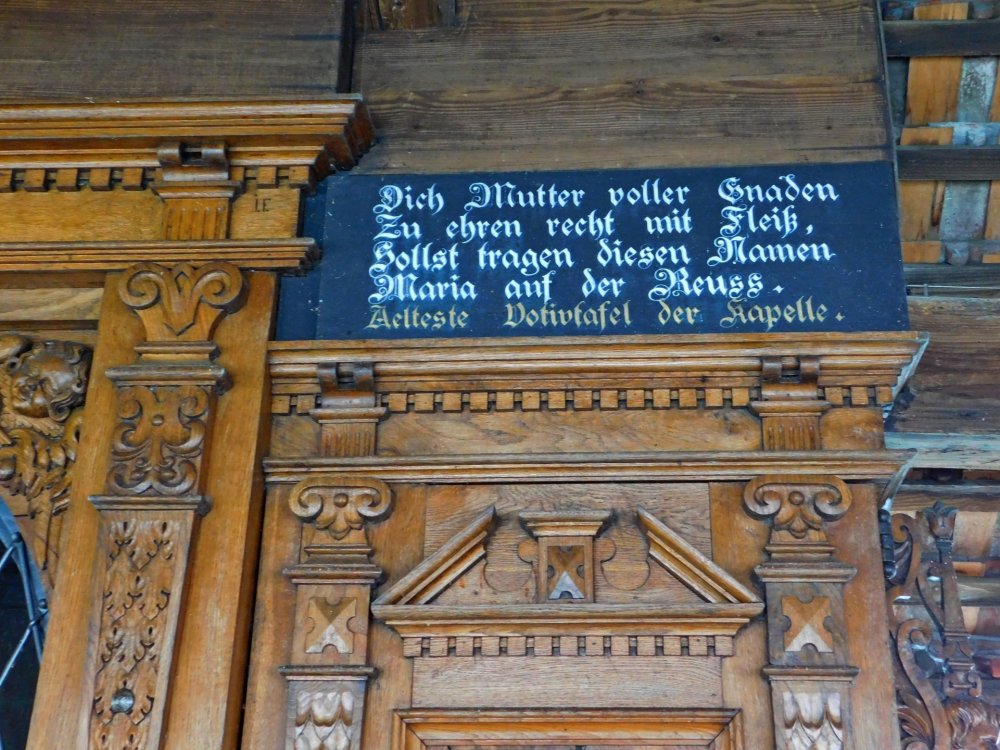 Dich Mutter voller Gnaden
Zu ehren recht mit Fleiß,
Sollst tragen diesen Namen
Maria auf der Reuss.
Aelteste Votivtafel der Kapelle.